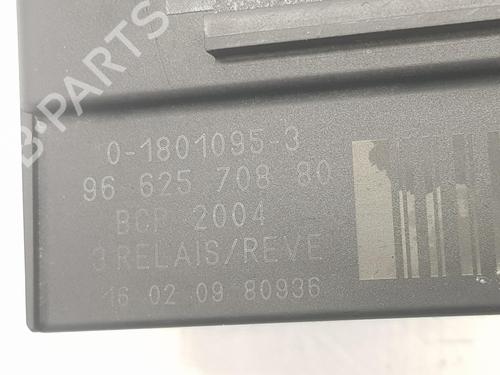 B-PARTS
0-1801095-3
96 625 708 80
BCP 2004
3 RELAIS/REVE
16 02 09 80936